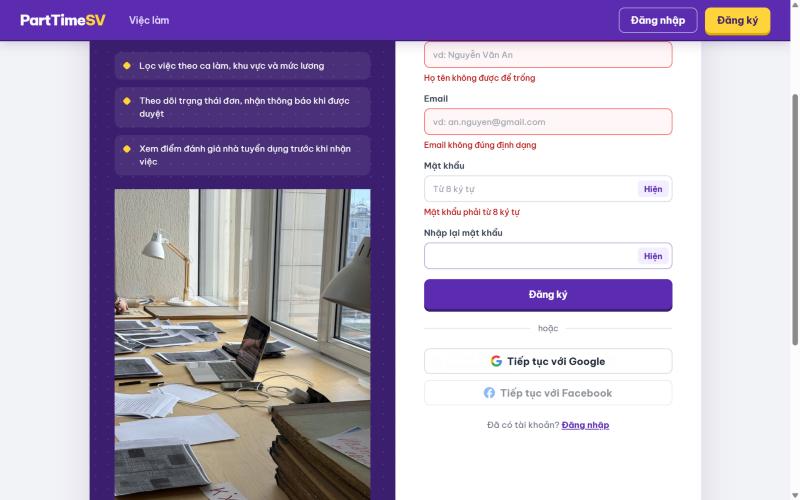 PartTimeSV
Việc làm
Đăng nhập
Đăng ký
Lọc việc theo ca làm, khu vực và mức lương
Theo dõi trạng thái đơn, nhận thông báo khi được
duyệt
Xem điểm đánh giá nhà tuyển dụng trước khi nhận
việc
vd: Nguyễn Văn An
Họ tên không được để trống
Email
vd: an.nguyen@gmail.com
Email không đúng định dạng
Mật khẩu
Từ 8 ký tự
Hiện
Mật khẩu phải từ 8 ký tự
Nhập lại mật khẩu
Hiện
Đăng ký
hoặc
Tiếp tục với Google
Tiếp tục với Facebook
Đã có tài khoản? Đăng nhập